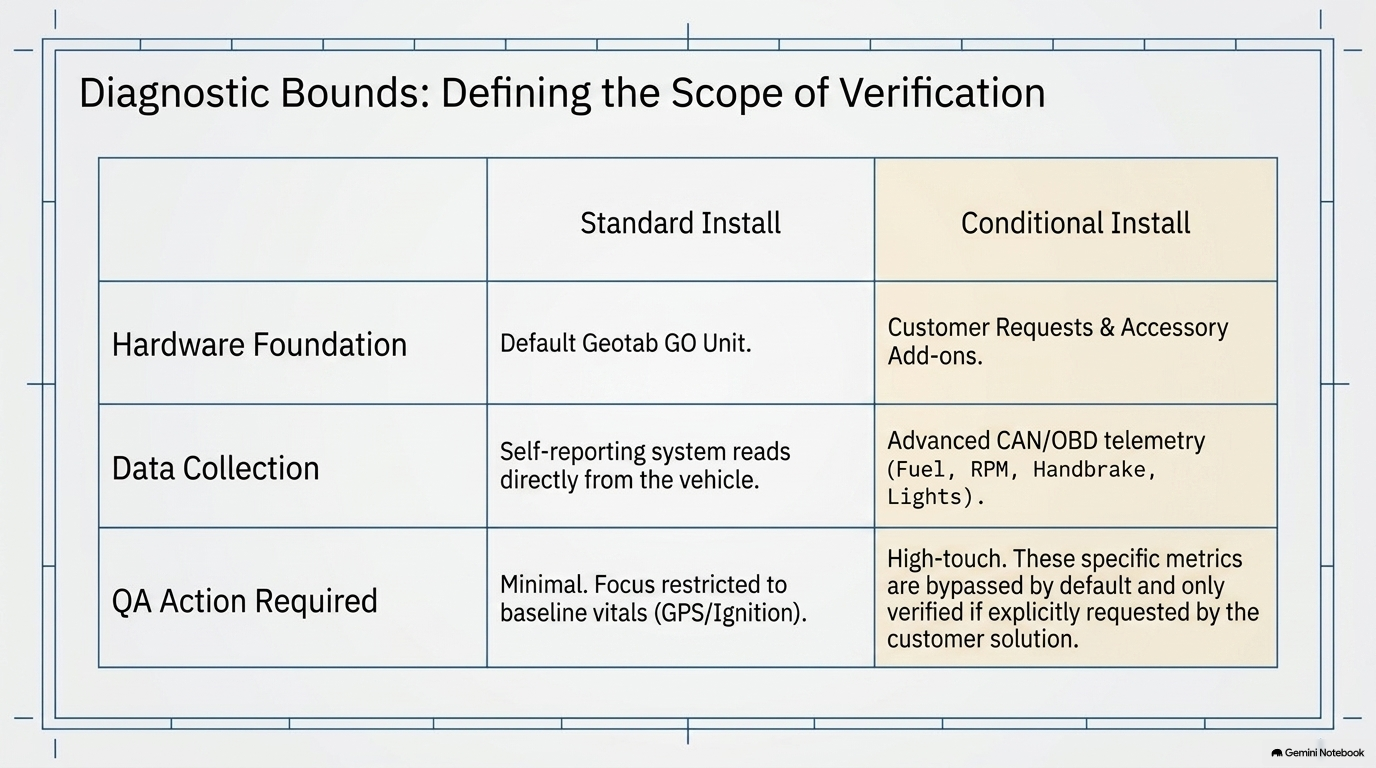 Diagnostic Bounds: Defining the Scope of Verification
Standard Install
Conditional Install
Hardware Foundation
Default Geotab GO Unit.
Customer Requests & Accessory
Add-ons.
Data Collection
Self-reporting system reads
directly from the vehicle.
Advanced CAN/OBD telemetry
(Fuel, RPM, Handbrake,
Lights).
QA Action Required
Minimal. Focus restricted to
baseline vitals (GPS/Ignition).
High-touch. These specific metrics
are bypassed by default and only
verified if explicitly requested by the
customer solution.
Gemini Notebook